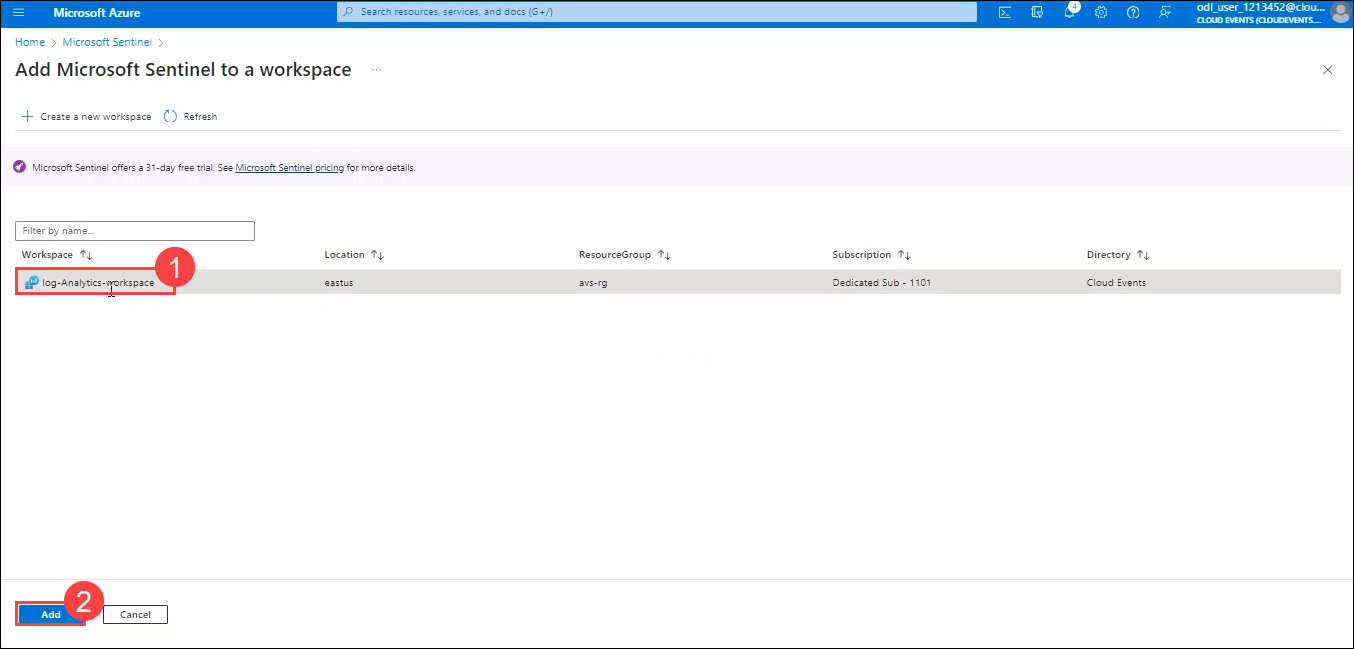 Microsoft Azure
Search resources, services, and docs (G+/)
4
odl_user_1213452@clou...
CLOUD EVENTS (CLOUDEVENTS....
Home > Microsoft Sentinel >
Add Microsoft Sentinel to a workspace ...
Create a new workspace Refresh
Microsoft Sentinel offers a 31-day free trial. See Microsoft Sentinel pricing for more details.
Filter by name...
Workspace Location ResourceGroup Subscription Directory
1
log-Analytics-workspace eastus avs-rg Dedicated Sub - 1101 Cloud Events
2
Add Cancel